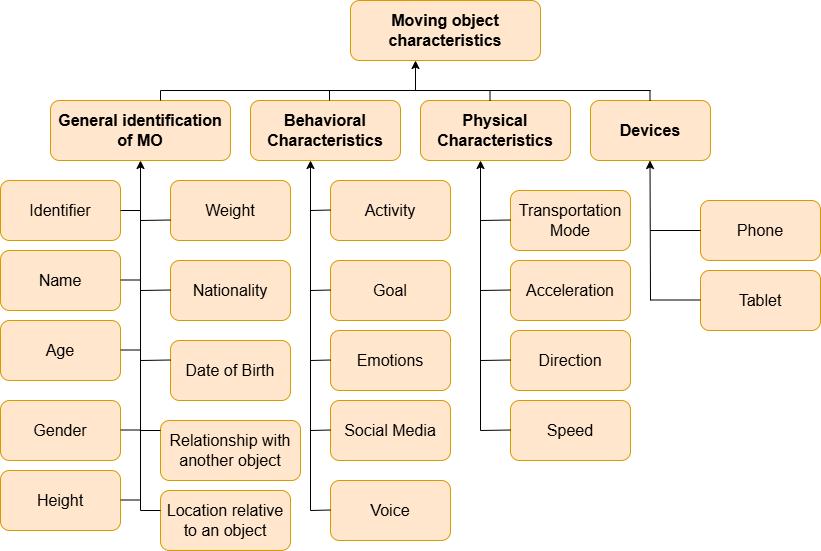 Moving object
characteristics
General identification
of MO
Behavioral
Characteristics
Physical
Characteristics
Devices
Identifier
Name
Age
Gender
Height
Weight
Nationality
Date of Birth
Relationship with
another object
Location relative
to an object
Activity
Goal
Emotions
Social Media
Voice
Transportation
Mode
Acceleration
Direction
Speed
Phone
Tablet